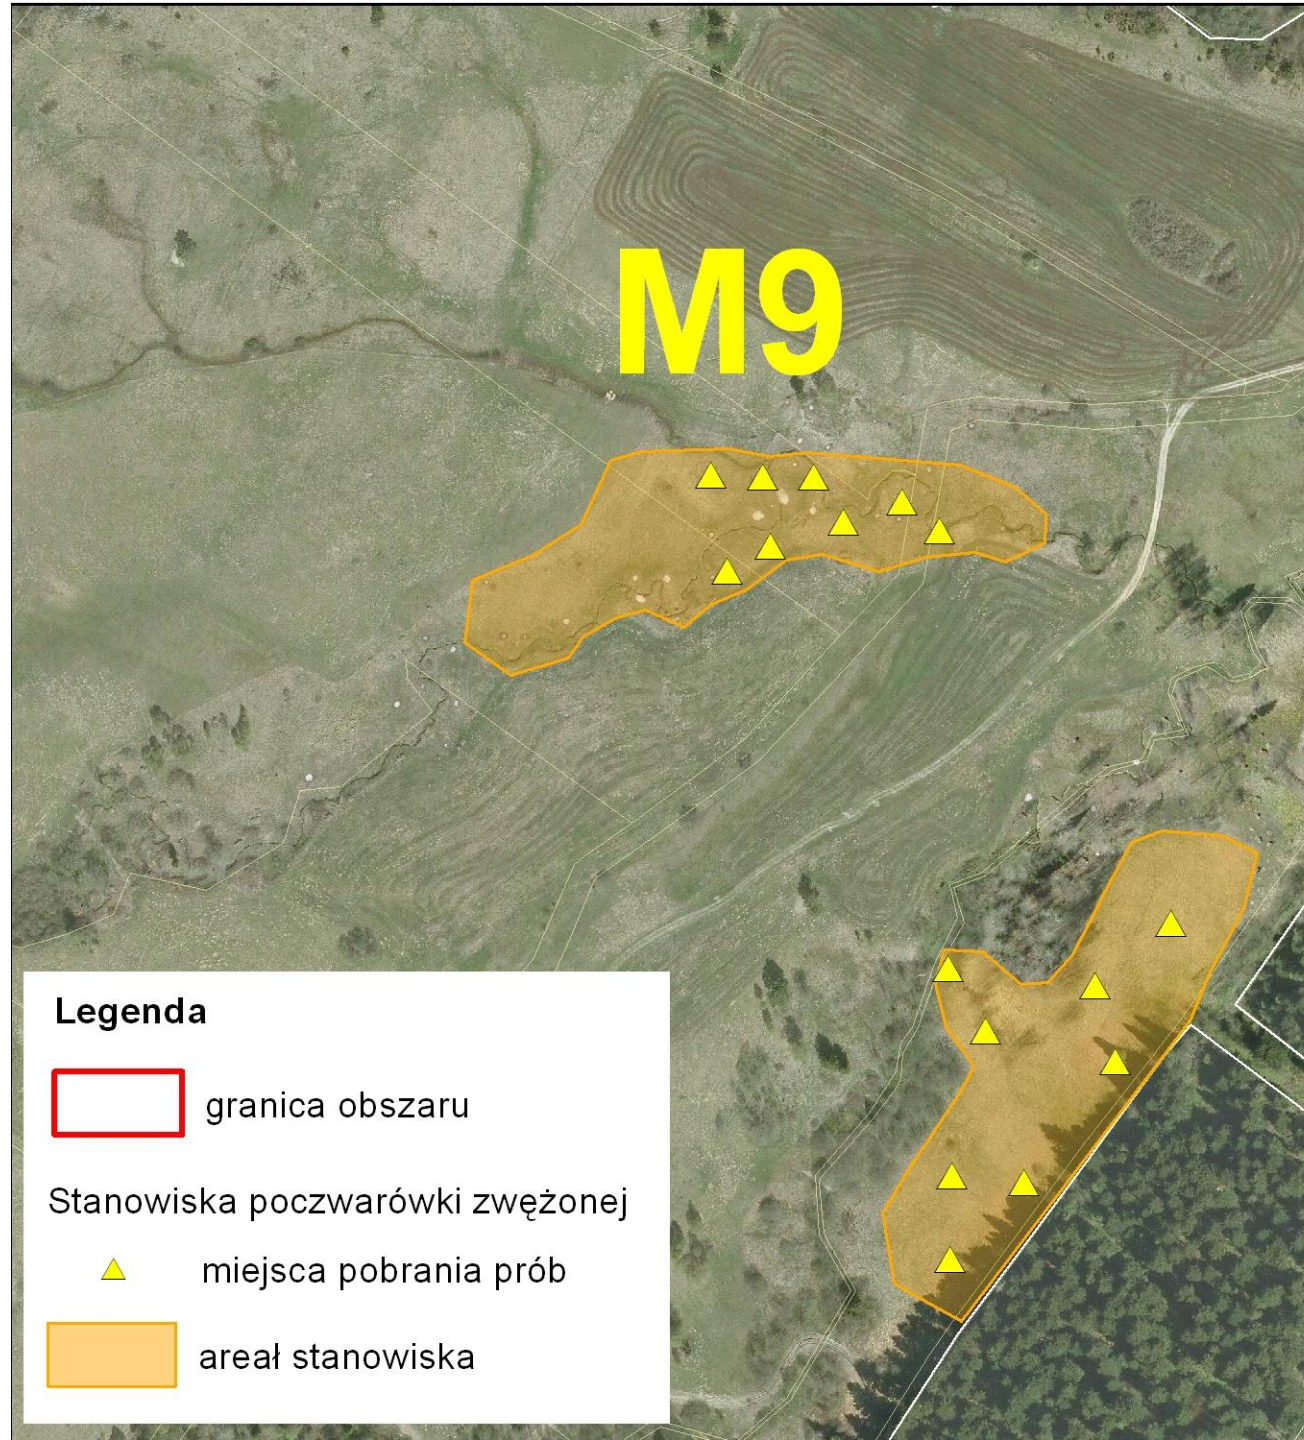 M9
Legenda
granica obszaru
Stanowiska poczwarówki zwężonej
miejsca pobrania prób
areał stanowiska